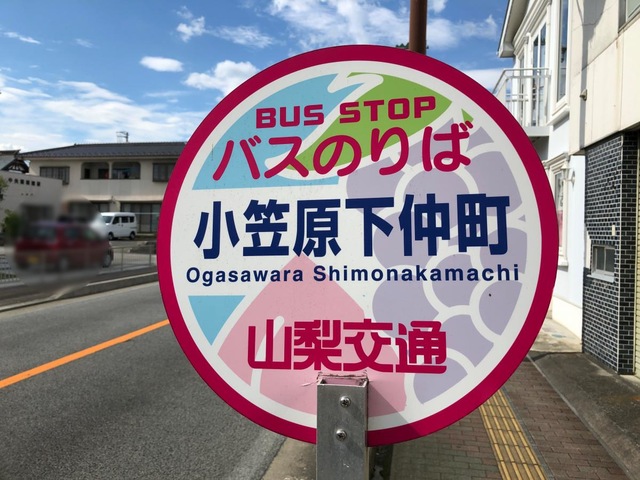 BUS STOP
バスのりば
小笠原下仲町
Ogasawara Shimonakamachi
山梨交通